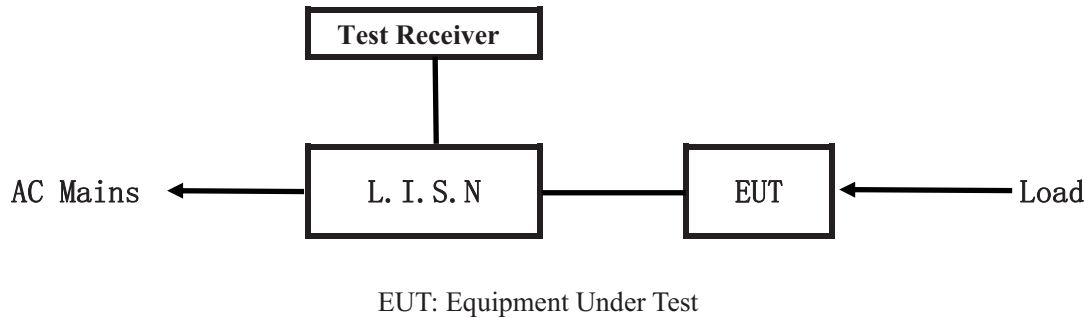 Test Receiver
AC Mains
L.I.S.N
EUT
Load
EUT: Equipment Under Test